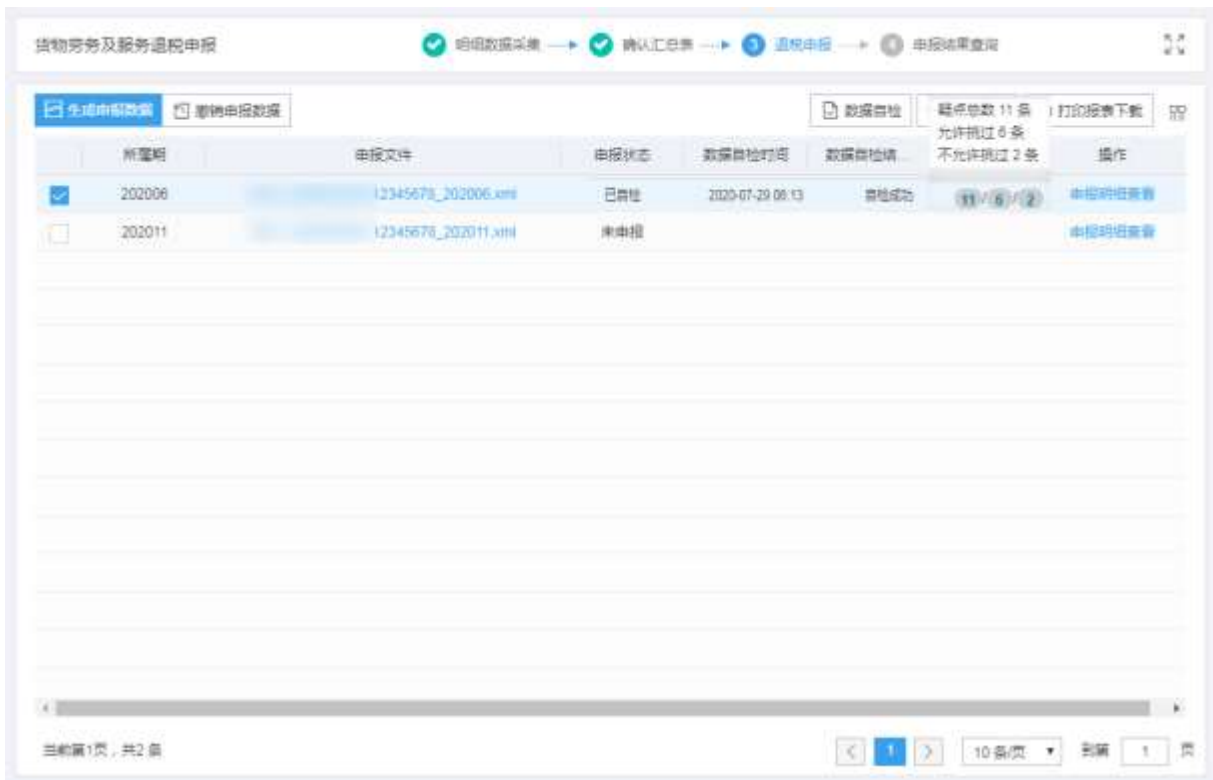 货物劳务及服务退税申报
明细数据采集
确认汇总表
3 退税申报
4 申报结果查询
生成申报数据
撤销申报数据
数据自检
疑点总数 11 条
允许挑过 6 条
不允许挑过 2 条
打印报表下载
所属期 申报文件 申报状态 数据自检时间 数据自检结... 操作
202006 12345678_202006.xml 已自检 2020-07-29 06:13 自检成功 11 / 6 / 2 申报明细查看
202011 12345678_202011.xml 未申报 申报明细查看
当前第1页，共2 条
1 10 条/页 到第 1 页